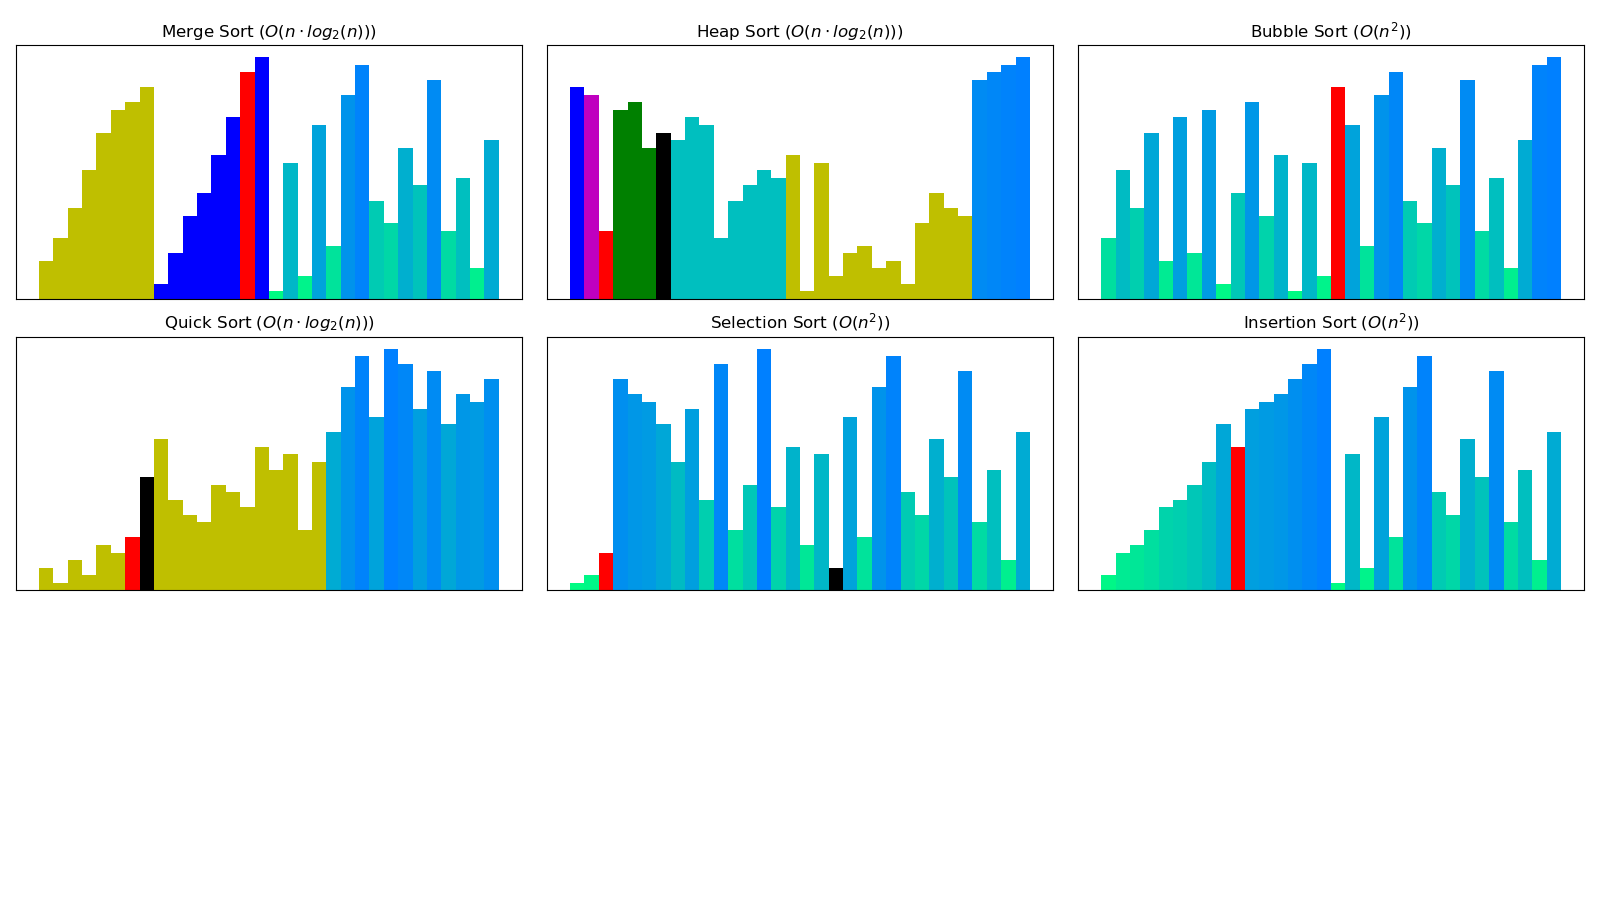 Merge Sort (O(n · log₂(n)))
Heap Sort (O(n · log₂(n)))
Bubble Sort (O(n²))
Quick Sort (O(n · log₂(n)))
Selection Sort (O(n²))
Insertion Sort (O(n²))